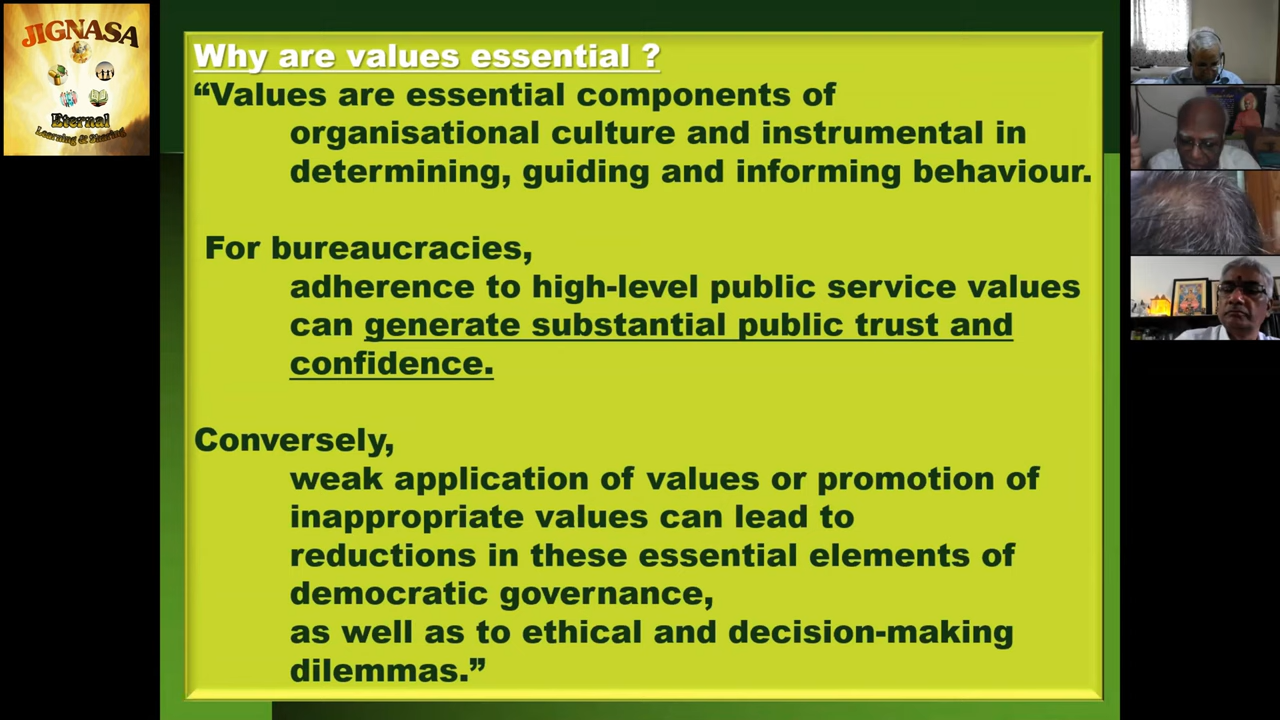 JIGNASA
Eternal
Learning & Sharing
Why are values essential ?
“Values are essential components of
organisational culture and instrumental in
determining, guiding and informing behaviour.
For bureaucracies,
adherence to high-level public service values
can generate substantial public trust and
confidence.
Conversely,
weak application of values or promotion of
inappropriate values can lead to
reductions in these essential elements of
democratic governance,
as well as to ethical and decision-making
dilemmas.”